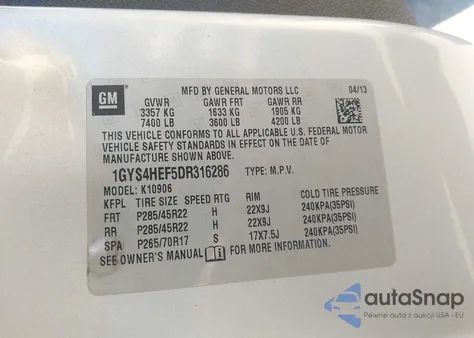 GM
MFD BY GENERAL MOTORS LLC 04/13
GVWR GAWR FRT GAWR RR
3357 KG 1633 KG 1905 KG
7400 LB 3600 LB 4200 LB
THIS VEHICLE CONFORMS TO ALL APPLICABLE U.S. FEDERAL MOTOR
VEHICLE SAFETY, BUMPER, AND THEFT PREVENTION STANDARDS IN
EFFECT ON THE DATE OF MANUFACTURE SHOWN ABOVE.
1GYS4HEF5DR316286 TYPE: M.P.V.
MODEL: K10906
KFPL TIRE SIZE SPEED RTG RIM COLD TIRE PRESSURE
FRT P285/45R22 H 22X9J 240KPA(35PSI)
RR P285/45R22 H 22X9J 240KPA(35PSI)
SPA P265/70R17 S 17X7.5J 240KPA(35PSI)
SEE OWNER'S MANUAL FOR MORE INFORMATION.
autoSnap
Pewne auta z aukcji USA i EU